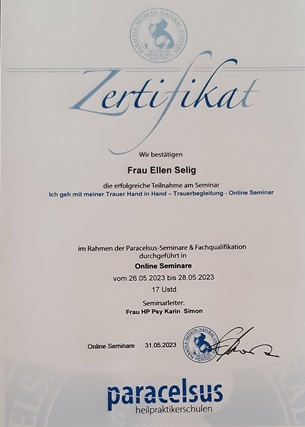 Zertifikat
Wir bestätigen
Frau Ellen Selig
die erfolgreiche Teilnahme am Seminar
Ich geh mit meiner Trauer Hand in Hand – Trauerbegleitung - Online Seminar
im Rahmen der Paracelsus-Seminare & Fachqualifikation
durchgeführt in
Online Seminare
vom 26.05.2023 bis 28.05.2023
17 Ustd.
Seminarleiter:
Frau HP Psy Karin Simon
Online Seminare 31.05.2023
paracelsus
heilpraktikerschulen